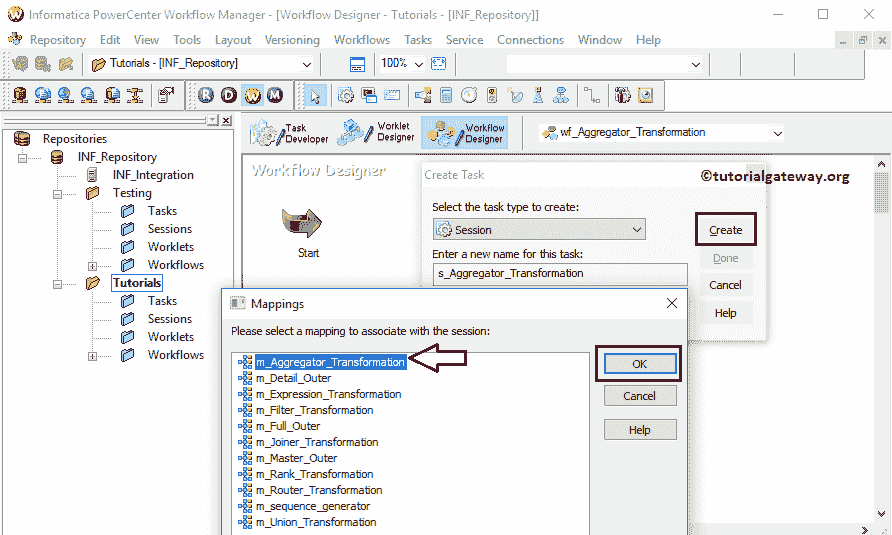 Informatica PowerCenter Workflow Manager - [Workflow Designer - Tutorials - [INF_Repository]]
Repository Edit View Tools Layout Versioning Workflows Tasks Service Connections Window Help
Tutorials - [INF_Repository]
100%
R D W M
Repositories
INF_Repository
INF_Integration
Testing
Tasks
Sessions
Worklets
Workflows
Tutorials
Tasks
Sessions
Worklets
Workflows
Task Developer
Worklet Designer
Workflow Designer
wf_Aggregator_Transformation
Workflow Designer
Start
Create Task
©tutorialgateway.org
Select the task type to create:
Session
Enter a new name for this task:
s_Aggregator_Transformation
Create
Done
Cancel
Help
Mappings
Please select a mapping to associate with the session:
m_Aggregator_Transformation
m_Detail_Outer
m_Expression_Transformation
m_Filter_Transformation
m_Full_Outer
m_Joiner_Transformation
m_Master_Outer
m_Rank_Transformation
m_Router_Transformation
m_sequence_generator
m_Union_Transformation
OK
Cancel
Help